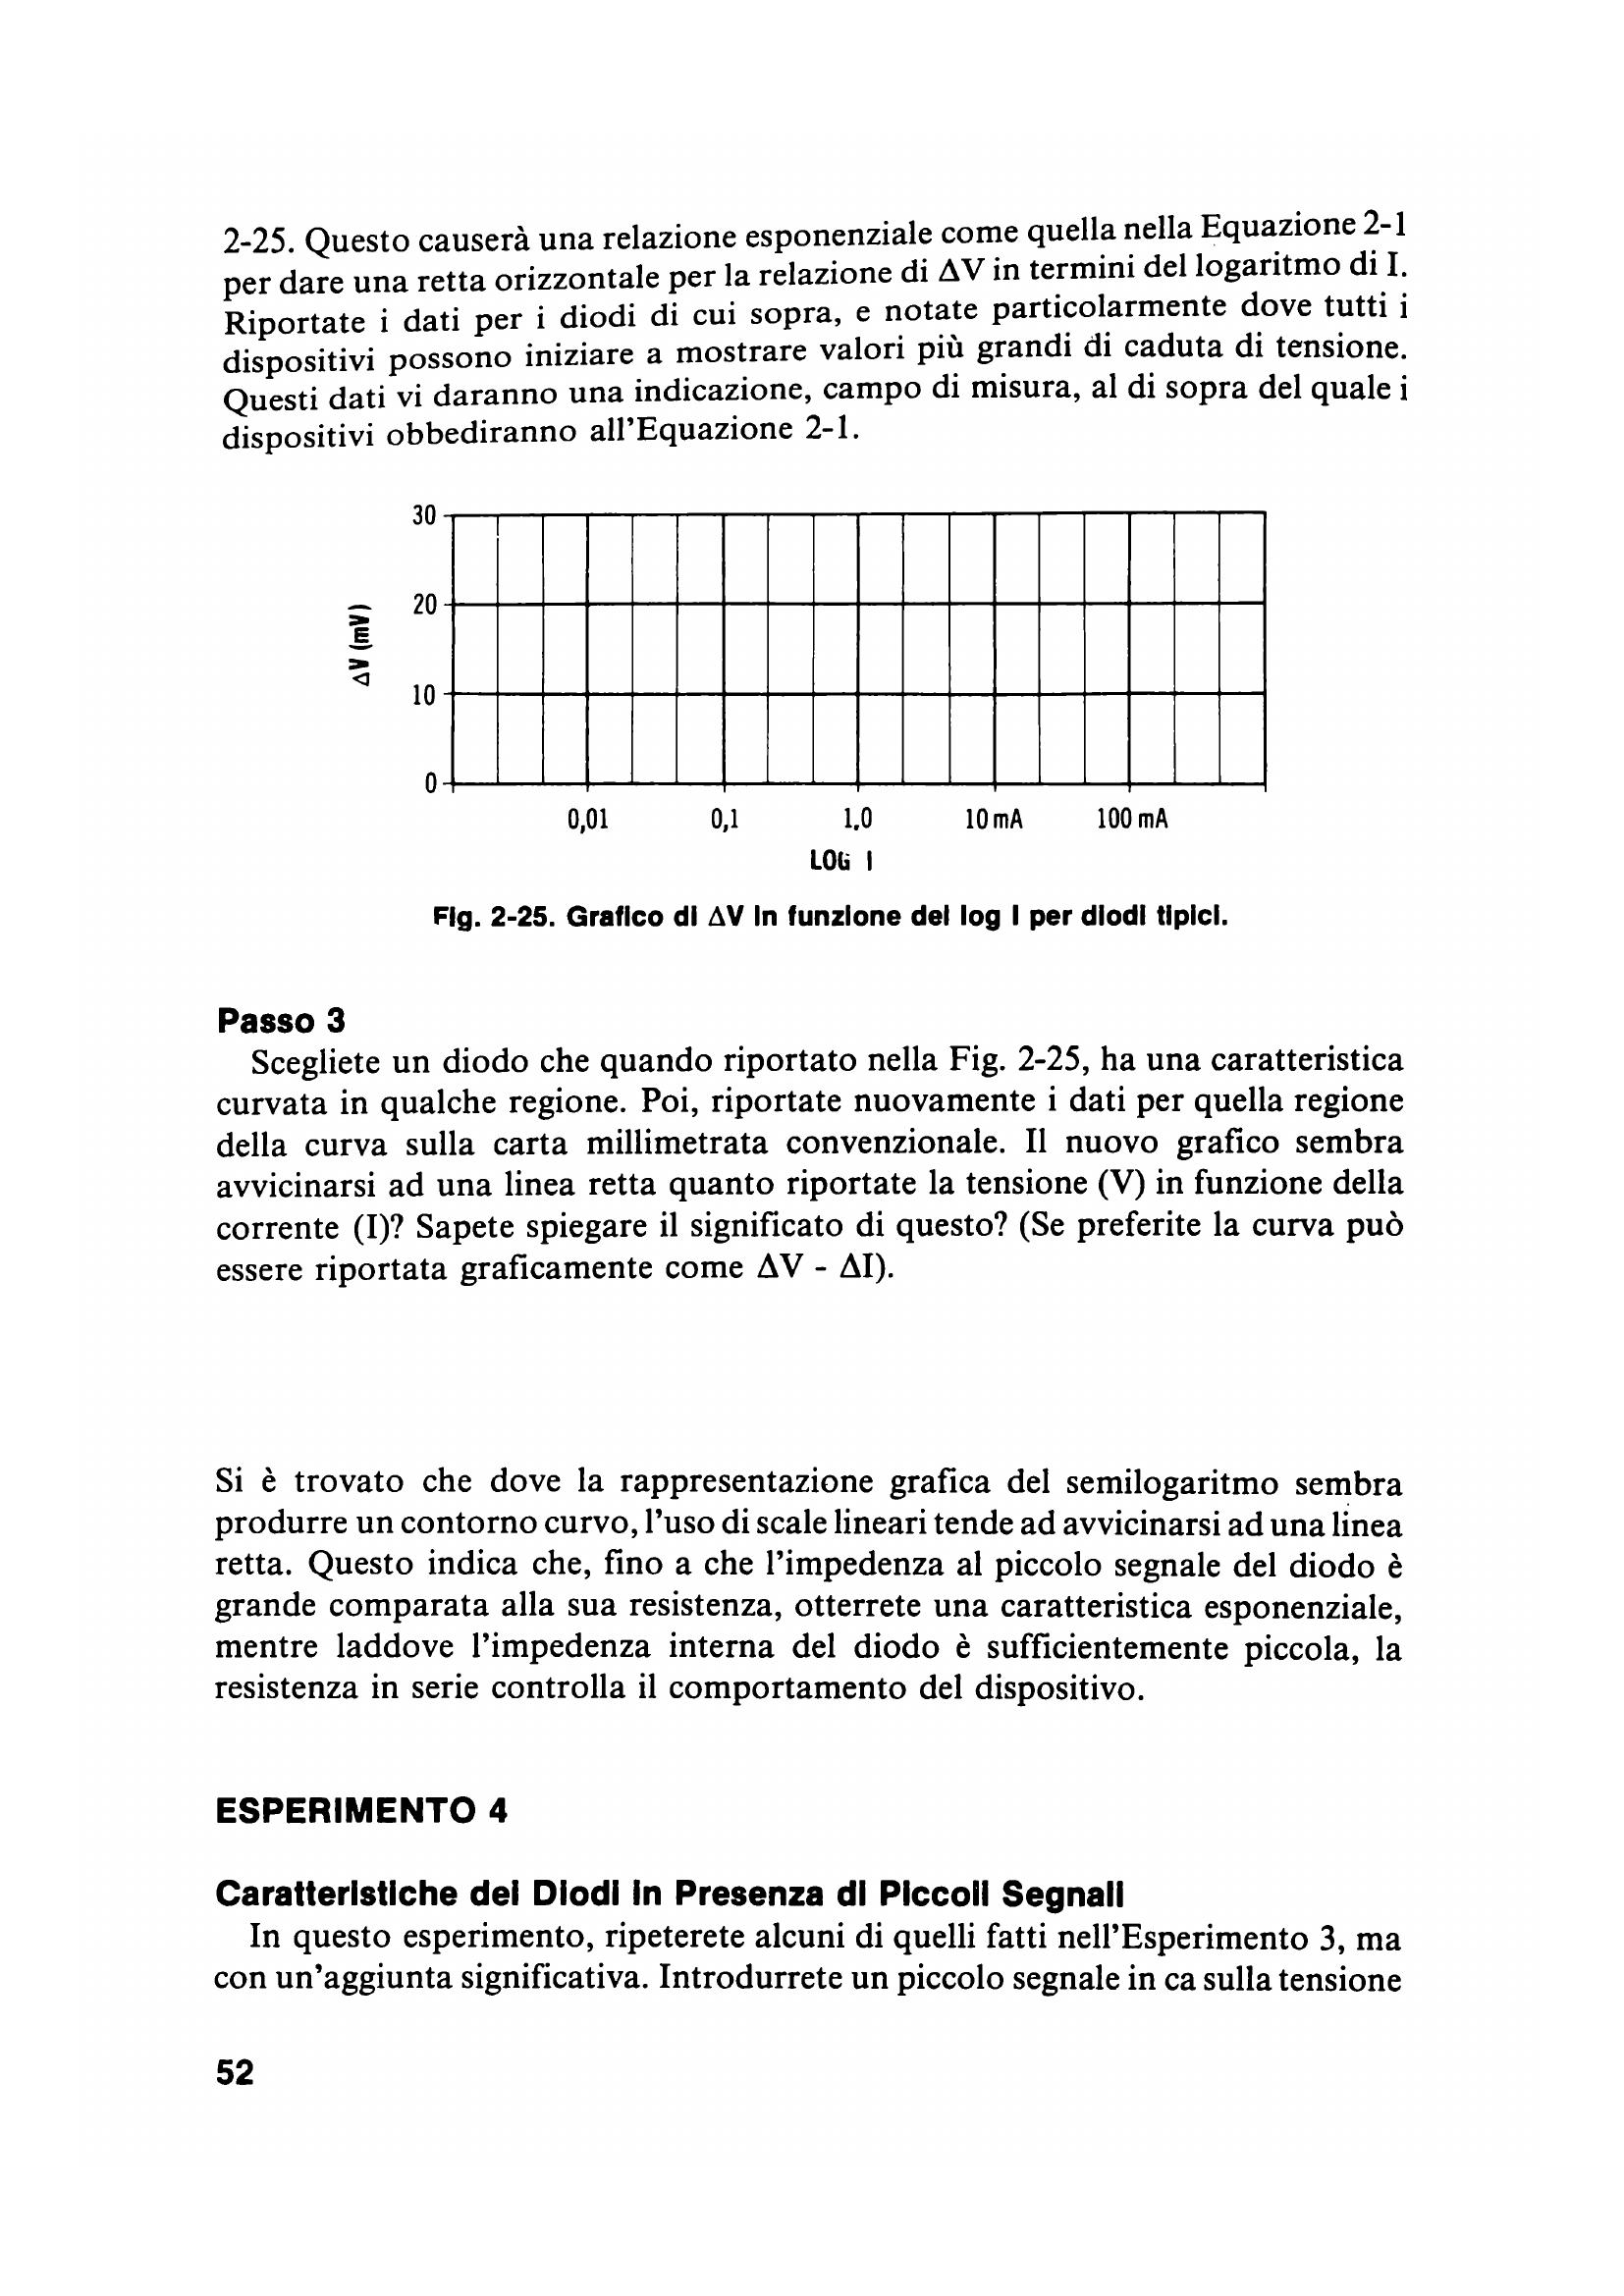 2-25. Questo causerà una relazione esponenziale come quella nella Equazione 2-1
per dare una retta orizzontale per la relazione di ΔV in termini del logaritmo di I.
Riportate i dati per i diodi di cui sopra, e notate particolarmente dove tutti i
dispositivi possono iniziare a mostrare valori più grandi di caduta di tensione.
Questi dati vi daranno una indicazione, campo di misura, al di sopra del quale i
dispositivi obbediranno all'Equazione 2-1.
30
20
10
0
ΔV (mV)
0,01 0,1 1.0 10 mA 100 mA
LOG I
Fig. 2-25. Grafico di ΔV in funzione del log I per diodi tipici.
Passo 3
Scegliete un diodo che quando riportato nella Fig. 2-25, ha una caratteristica
curvata in qualche regione. Poi, riportate nuovamente i dati per quella regione
della curva sulla carta millimetrata convenzionale. Il nuovo grafico sembra
avvicinarsi ad una linea retta quanto riportate la tensione (V) in funzione della
corrente (I)? Sapete spiegare il significato di questo? (Se preferite la curva può
essere riportata graficamente come ΔV - ΔI).
Si è trovato che dove la rappresentazione grafica del semilogaritmo sembra
produrre un contorno curvo, l'uso di scale lineari tende ad avvicinarsi ad una linea
retta. Questo indica che, fino a che l'impedenza al piccolo segnale del diodo è
grande comparata alla sua resistenza, otterrete una caratteristica esponenziale,
mentre laddove l'impedenza interna del diodo è sufficientemente piccola, la
resistenza in serie controlla il comportamento del dispositivo.
ESPERIMENTO 4
Caratteristiche dei Diodi in Presenza di Piccoli Segnali
In questo esperimento, ripeterete alcuni di quelli fatti nell'Esperimento 3, ma
con un'aggiunta significativa. Introdurrete un piccolo segnale in ca sulla tensione
52